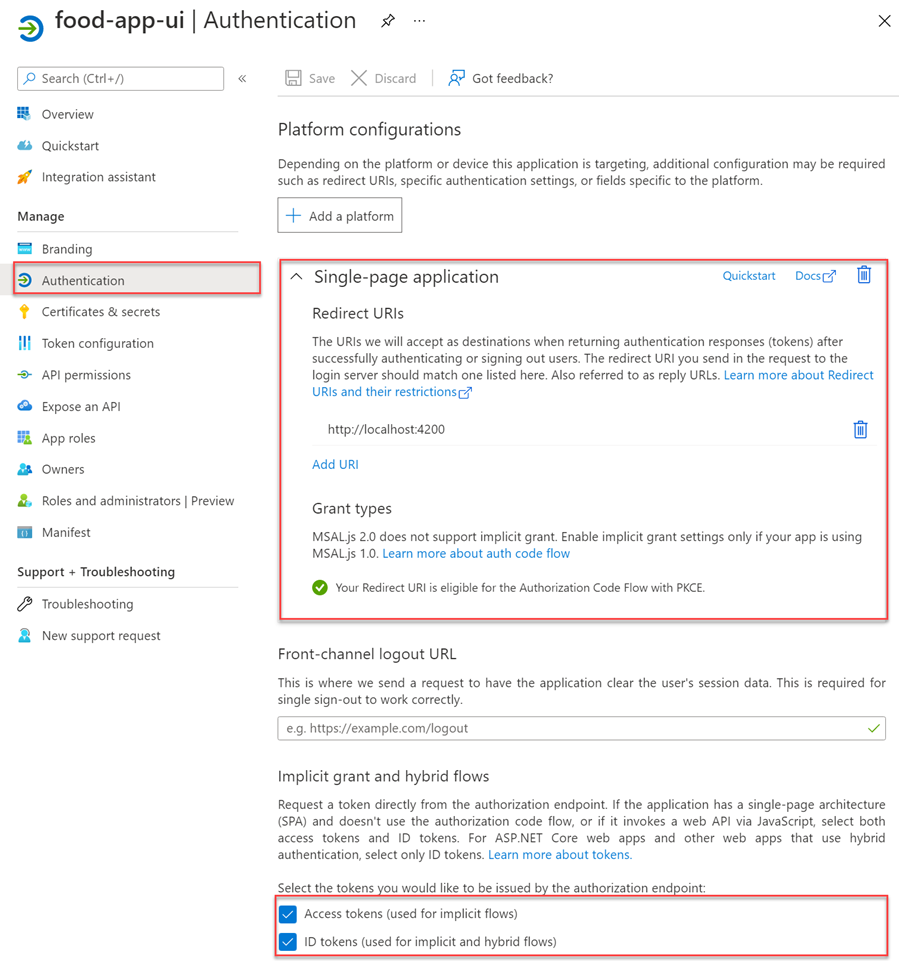 food-app-ui | Authentication
Search (Ctrl+/)
Overview
Quickstart
Integration assistant
Manage
Branding
Authentication
Certificates & secrets
Token configuration
API permissions
Expose an API
App roles
Owners
Roles and administrators | Preview
Manifest
Support + Troubleshooting
Troubleshooting
New support request
Save
Discard
Got feedback?
Platform configurations
Depending on the platform or device this application is targeting, additional configuration may be required
such as redirect URIs, specific authentication settings, or fields specific to the platform.
Add a platform
Single-page application
Quickstart
Docs
Redirect URIs
The URIs we will accept as destinations when returning authentication responses (tokens) after
successfully authenticating or signing out users. The redirect URI you send in the request to the
login server should match one listed here. Also referred to as reply URLs. Learn more about Redirect
URIs and their restrictions
http://localhost:4200
Add URI
Grant types
MSAL.js 2.0 does not support implicit grant. Enable implicit grant settings only if your app is using
MSAL.js 1.0. Learn more about auth code flow
Your Redirect URI is eligible for the Authorization Code Flow with PKCE.
Front-channel logout URL
This is where we send a request to have the application clear the user's session data. This is required for
single sign-out to work correctly.
e.g. https://example.com/logout
Implicit grant and hybrid flows
Request a token directly from the authorization endpoint. If the application has a single-page architecture
(SPA) and doesn't use the authorization code flow, or if it invokes a web API via JavaScript, select both
access tokens and ID tokens. For ASP.NET Core web apps and other web apps that use hybrid
authentication, select only ID tokens. Learn more about tokens.
Select the tokens you would like to be issued by the authorization endpoint:
Access tokens (used for implicit flows)
ID tokens (used for implicit and hybrid flows)